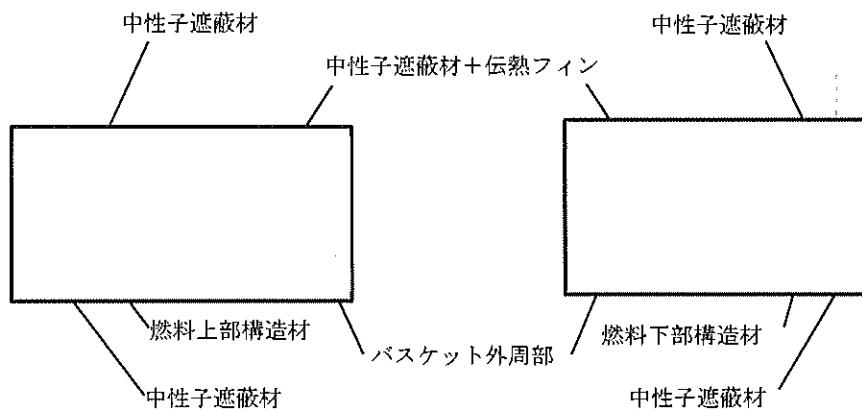 中性子遮蔽材
中性子遮蔽材
中性子遮蔽材＋伝熱フィン
燃料上部構造材
バスケット外周部
燃料下部構造材
中性子遮蔽材
中性子遮蔽材